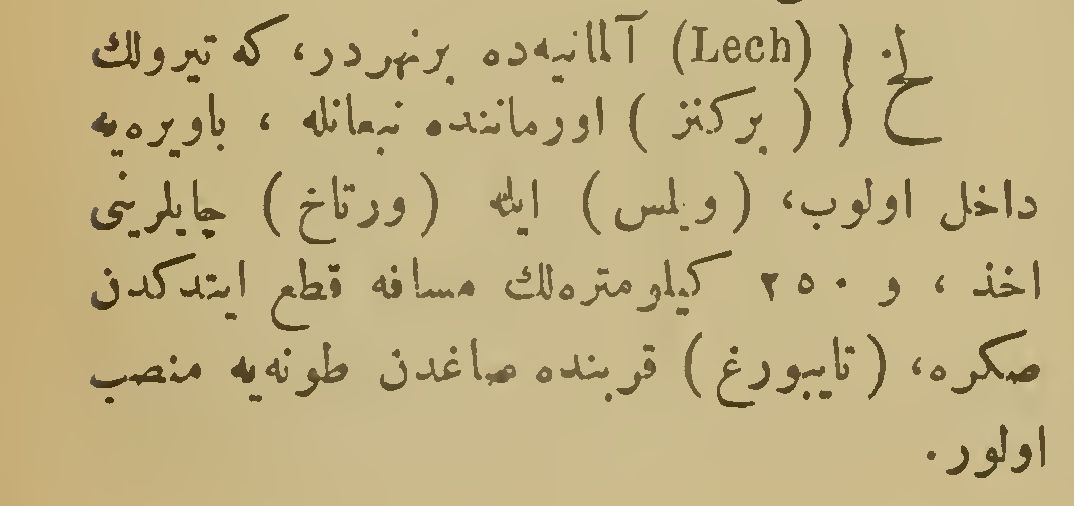 لخ { (Lech) آلمانیه‌ده برنهردر، که تیرولك
( برکنز ) اورماننده نبعانله ، باویره‌یه
داخل اولوب، ( ویلس ) ایله ( ورتاخ ) چایلرینی
اخذ ، و ۲۵۰ کیلومتره‌لك مسافه قطع ایتدکدن
صکره، ( تایبورغ ) قربنده صاغدن طونه‌یه منصب
اولور.